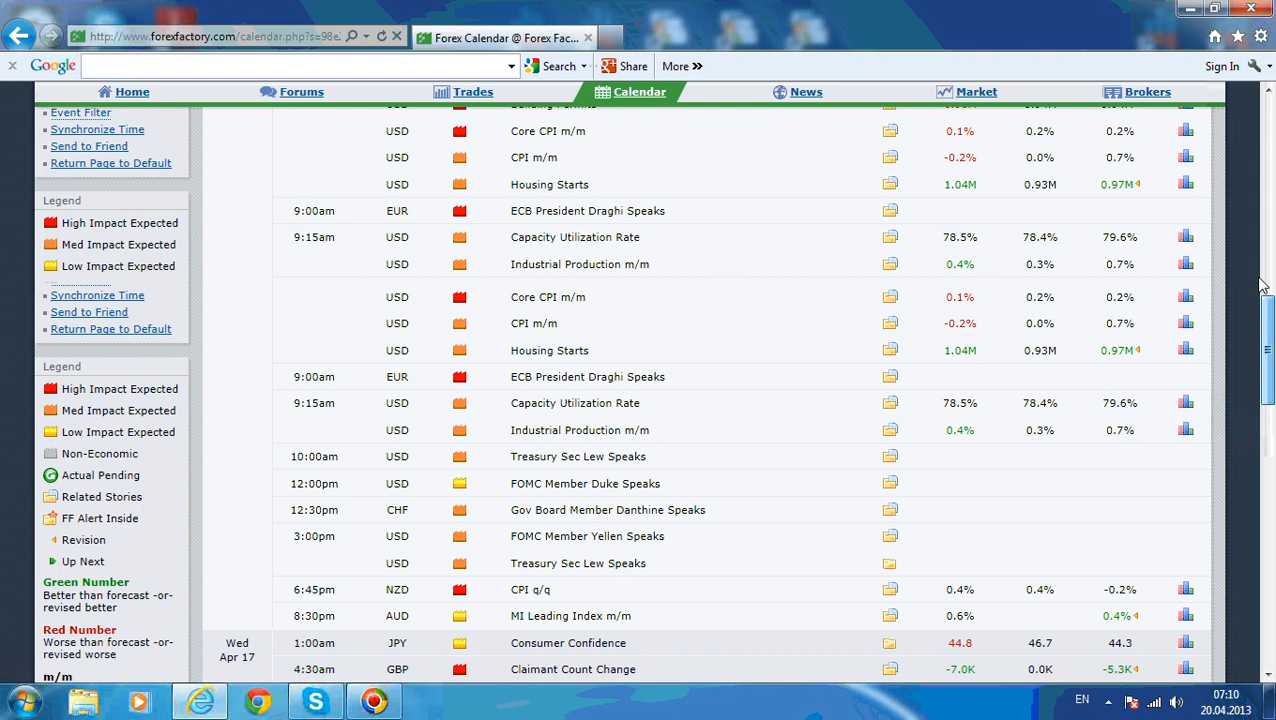 http://www.forexfactory.com/calendar.php?s=98e
Forex Calendar @ Forex Fac...
Google
Search
Share
More »
Sign In
Home
Forums
Trades
Calendar
News
Market
Brokers
Event Filter
Synchronize Time
Send to Friend
Return Page to Default
Legend
High Impact Expected
Med Impact Expected
Low Impact Expected
Synchronize Time
Send to Friend
Return Page to Default
Legend
High Impact Expected
Med Impact Expected
Low Impact Expected
Non-Economic
Actual Pending
Related Stories
FF Alert Inside
Revision
Up Next
Green Number
Better than forecast -or-
revised better
Red Number
Worse than forecast -or-
revised worse
m/m
USD Core CPI m/m 0.1% 0.2% 0.2%
USD CPI m/m -0.2% 0.0% 0.7%
USD Housing Starts 1.04M 0.93M 0.97M
9:00am EUR ECB President Draghi Speaks
9:15am USD Capacity Utilization Rate 78.5% 78.4% 79.6%
USD Industrial Production m/m 0.4% 0.3% 0.7%
USD Core CPI m/m 0.1% 0.2% 0.2%
USD CPI m/m -0.2% 0.0% 0.7%
USD Housing Starts 1.04M 0.93M 0.97M
9:00am EUR ECB President Draghi Speaks
9:15am USD Capacity Utilization Rate 78.5% 78.4% 79.6%
USD Industrial Production m/m 0.4% 0.3% 0.7%
10:00am USD Treasury Sec Lew Speaks
12:00pm USD FOMC Member Duke Speaks
12:30pm CHF Gov Board Member Danthine Speaks
3:00pm USD FOMC Member Yellen Speaks
USD Treasury Sec Lew Speaks
6:45pm NZD CPI q/q 0.4% 0.4% -0.2%
8:30pm AUD MI Leading Index m/m 0.6% 0.4%
Wed 1:00am JPY Consumer Confidence 44.8 46.7 44.3
Apr 17 4:30am GBP Claimant Count Change -7.0K 0.0K -5.3K
EN
07:10
20.04.2013